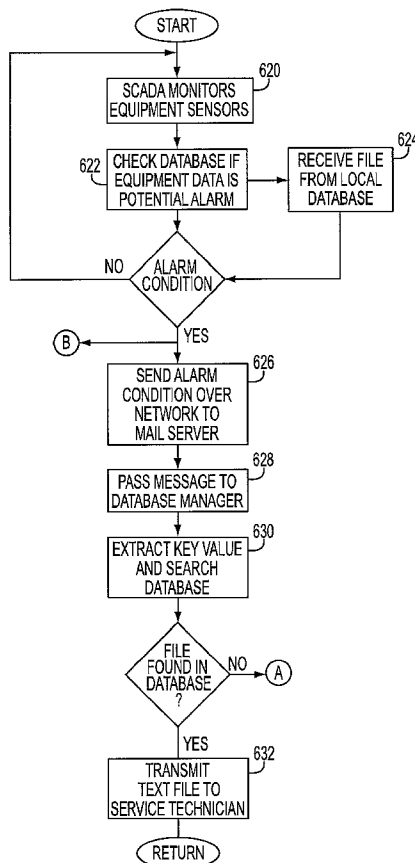 START
620
SCADA MONITORS
EQUIPMENT SENSORS
622
CHECK DATABASE IF
EQUIPMENT DATA IS
POTENTIAL ALARM
624
RECEIVE FILE
FROM LOCAL
DATABASE
NO
ALARM
CONDITION
YES
B
626
SEND ALARM
CONDITION OVER
NETWORK TO
MAIL SERVER
628
PASS MESSAGE TO
DATABASE MANAGER
630
EXTRACT KEY VALUE
AND SEARCH
DATABASE
FILE
FOUND IN
DATABASE
?
NO
A
YES
632
TRANSMIT
TEXT FILE TO
SERVICE TECHNICIAN
RETURN